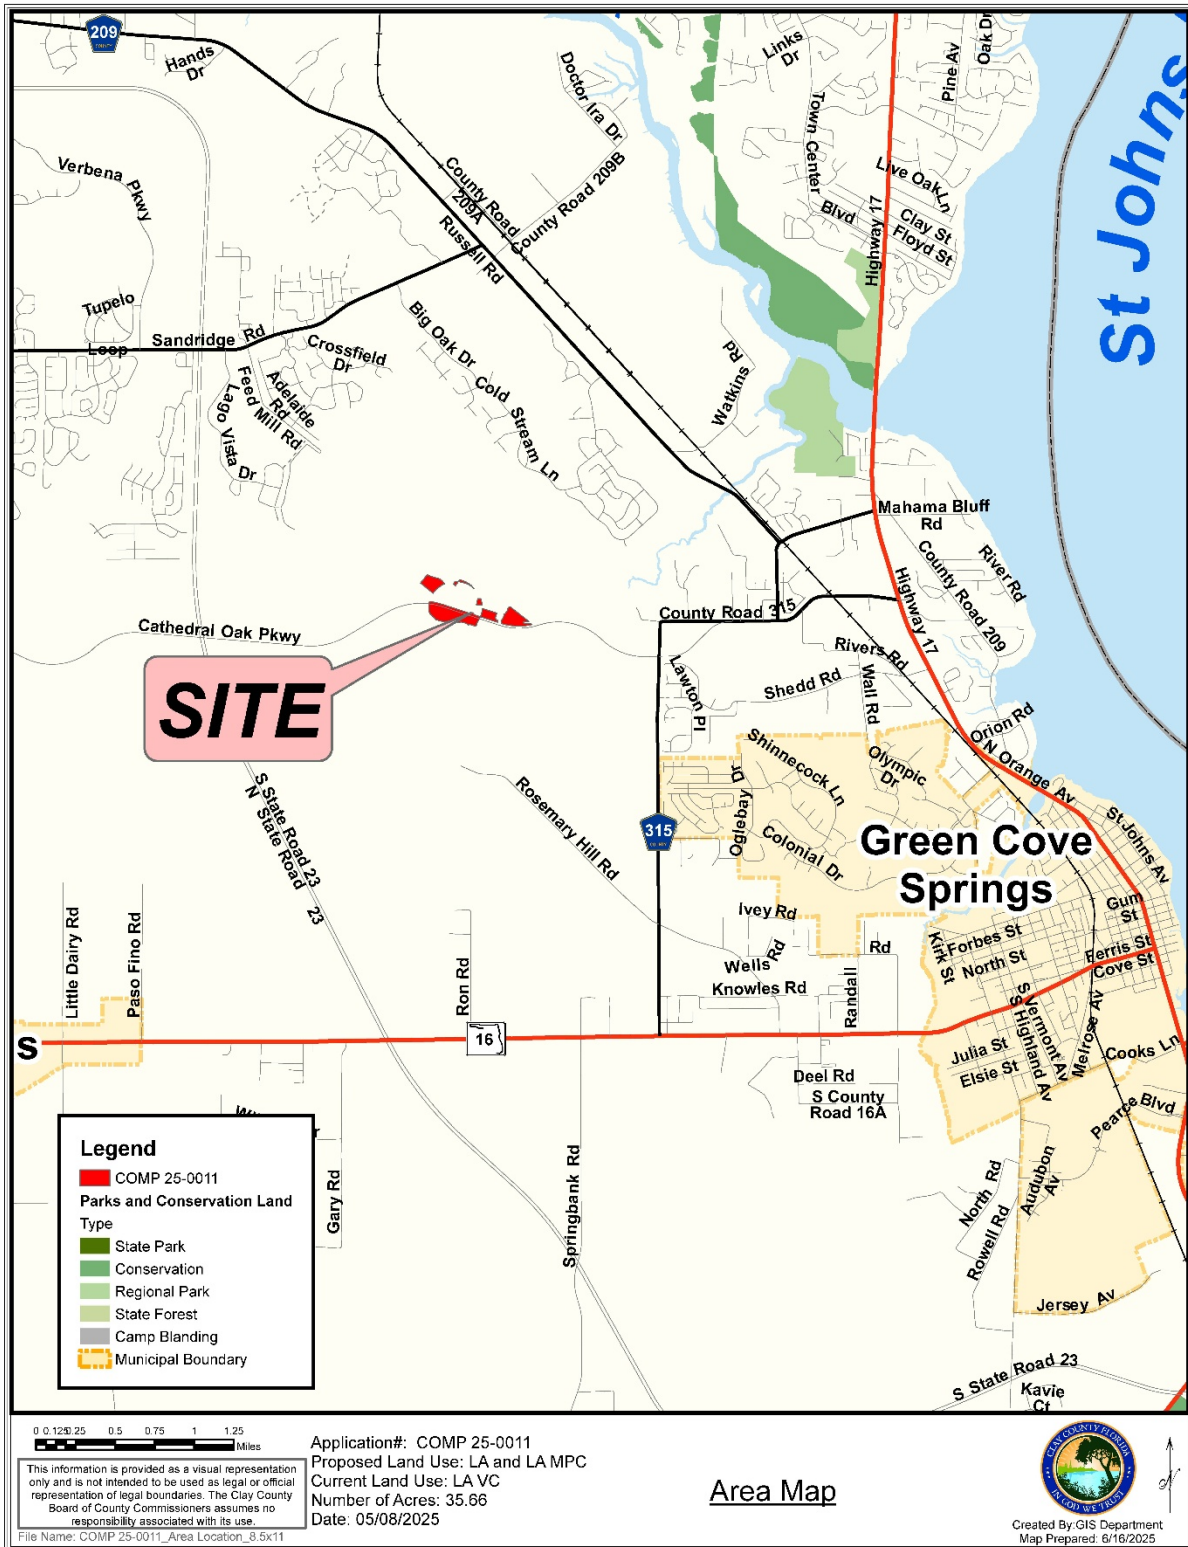 209
COUNTY
Hands
Dr
Doctor Ira Dr
Links
Dr
Pine Av
Oak Dr
Town Center
Blvd
Verbena Pkwy
County Road
209A
County Road 209B
Live Oak Ln
Clay St
Floyd St
Highway 17
St Johns
Russell Rd
Tupelo
Loop
Sandridge Rd
Crossfield
Dr
Big Oak Dr
Cold Stream Ln
Watkins Rd
Adelaide
Rd
Feed Mill Rd
Lago Vista Dr
Mahama Bluff
Rd
County Road 209
River Rd
Highway 17
County Road 315
Cathedral Oak Pkwy
SITE
Rivers Rd
Lawton Pl
Shedd Rd
Wall Rd
Orion Rd
N Orange Av
Shinnecock Ln
Olympic
Dr
S State Road 23
N State Road 23
Rosemary Hill Rd
Oglebay Dr
315
Colonial Dr
Green Cove
Springs
St Johns Av
Gum
St
Ivey Rd
Kirk St
Forbes St
North St
Ferris St
Cove St
Little Dairy Rd
Paso Fino Rd
Ron Rd
Wells
Rd
Rd
Knowles Rd
Randall
S Vermont Av
S Highland Av
Melrose Av
S
16
Julia St
Elsie St
Cooks Ln
Deel Rd
S County
Road 16A
Pearce Blvd
Gary Rd
Springbank Rd
North Rd
Rowell Rd
Audubon
Av
Jersey Av
S State Road 23
Kavie
Ct
Legend
COMP 25-0011
Parks and Conservation Land
Type
State Park
Conservation
Regional Park
State Forest
Camp Blanding
Municipal Boundary
0 0.125 0.25 0.5 0.75 1 1.25
Miles
This information is provided as a visual representation
only and is not intended to be used as legal or official
representation of legal boundaries. The Clay County
Board of County Commissioners assumes no
responsibility associated with its use.
File Name: COMP 25-0011_Area Location_8.5x11
Application#: COMP 25-0011
Proposed Land Use: LA and LA MPC
Current Land Use: LA VC
Number of Acres: 35.66
Date: 05/08/2025
Area Map
CLAY COUNTY FLORIDA
IN GOD WE TRUST
N
Created By:GIS Department
Map Prepared: 6/16/2025